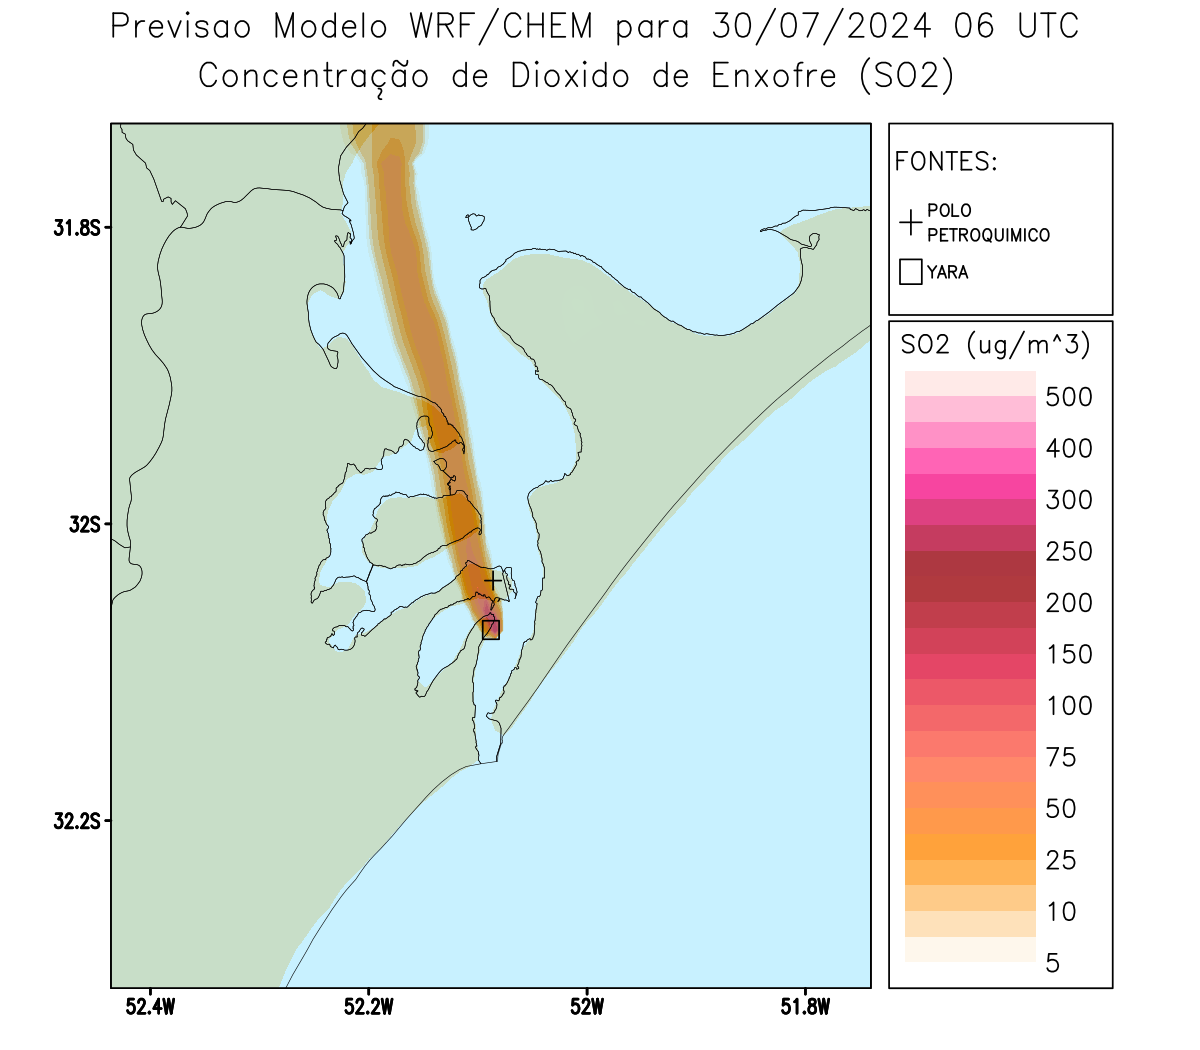 Previsao Modelo WRF/CHEM para 30/07/2024 06 UTC
Concentração de Dioxido de Enxofre (SO2)
FONTES:
POLO
PETROQUIMICO
YARA
SO2 (ug/m^3)
500
400
300
250
200
150
100
75
50
25
10
5
31.8S
32S
32.2S
52.4W
52.2W
52W
51.8W